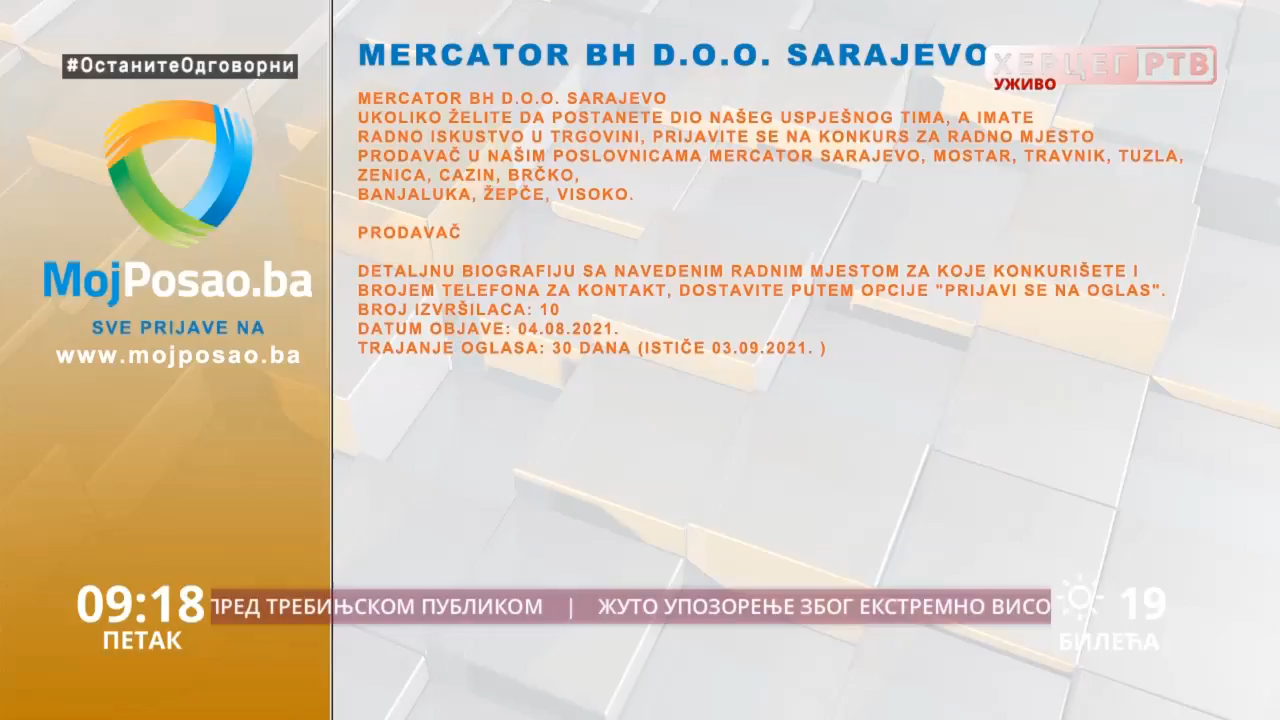 #ОстанитеОдговорни
MojPosao.ba
SVE PRIJAVE NA
www.mojposao.ba
MERCATOR BH D.O.O. SARAJEVO
ХЕРЦЕГ РТВ
УЖИВО
MERCATOR BH D.O.O. SARAJEVO
UKOLIKO ŽELITE DA POSTANETE DIO NAŠEG USPJEŠNOG TIMA, A IMATE
RADNO ISKUSTVO U TRGOVINI, PRIJAVITE SE NA KONKURS ZA RADNO MJESTO
PRODAVAČ U NAŠIM POSLOVNICAMA MERCATOR SARAJEVO, MOSTAR, TRAVNIK, TUZLA,
ZENICA, CAZIN, BRČKO,
BANJALUKA, ŽEPČE, VISOKO.
PRODAVAČ
DETALJNU BIOGRAFIJU SA NAVEDENIM RADNIM MJESTOM ZA KOJE KONKURIŠETE I
BROJEM TELEFONA ZA KONTAKT, DOSTAVITE PUTEM OPCIJE "PRIJAVI SE NA OGLAS".
BROJ IZVRŠILACA: 10
DATUM OBJAVE: 04.08.2021.
TRAJANJE OGLASA: 30 DANA (ISTIČE 03.09.2021. )
09:18
ПЕТАК
ПРЕД ТРЕБИЊСКОМ ПУБЛИКОМ | ЖУТО УПОЗОРЕЊЕ ЗБОГ ЕКСТРЕМНО ВИСО
19
БИЛЕЋА